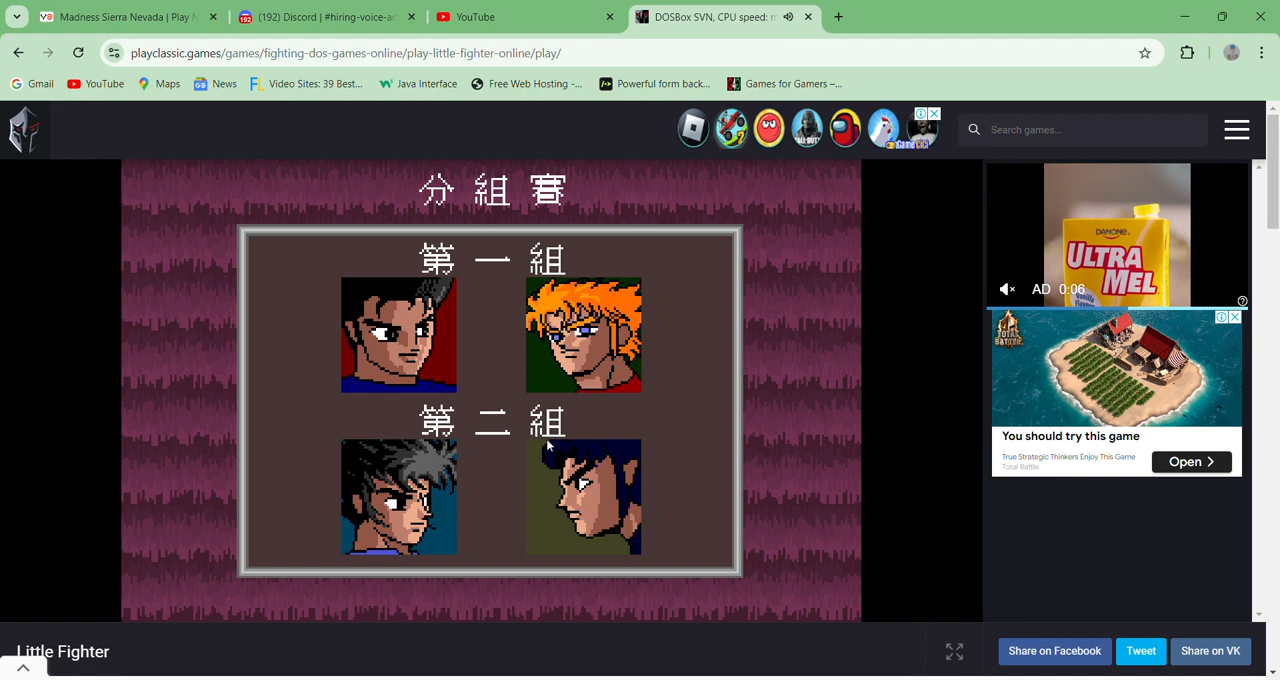 Madness Sierra Nevada | Play N
(192) Discord | #hiring-voice-ac
YouTube
DOSBox SVN, CPU speed: m
playclassic.games/games/fighting-dos-games-online/play-little-fighter-online/play/
Gmail
YouTube
Maps
News
Video Sites: 39 Best...
Java Interface
Free Web Hosting -...
Powerful form back...
Games for Gamers –...
Search games...
分組賽
第一組
第二組
DANONE
ULTRA
MEL
Vanilla
AD 0:06
TOTAL
BATTLE
You should try this game
True Strategic Thinkers Enjoy This Game
Total Battle
Open
Little Fighter
Share on Facebook
Tweet
Share on VK